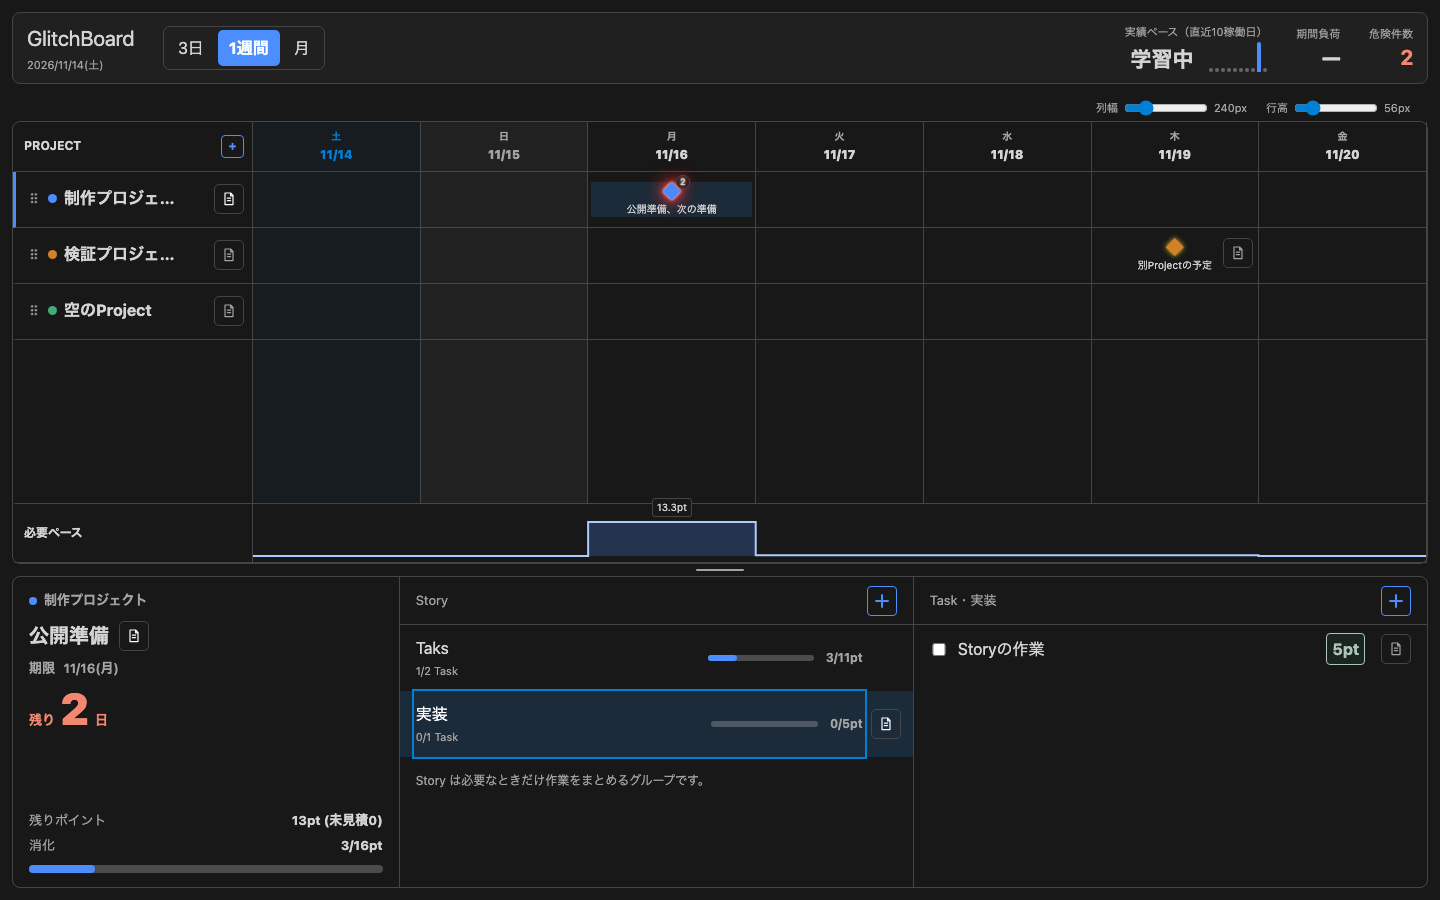 GlitchBoard
2026/11/14(土)
3日 1週間 月
実績ペース（直近10稼働日）
学習中
期間負荷
—
危険件数
2
列幅 240px 行高 56px
PROJECT +
土 11/14
日 11/15
月 11/16
火 11/17
水 11/18
木 11/19
金 11/20
制作プロジェ...
2
公開準備、次の準備
検証プロジェ...
別Projectの予定
空のProject
13.3pt
必要ペース
制作プロジェクト
公開準備
期限 11/16(月)
残り 2 日
残りポイント 13pt (未見積0)
消化 3/16pt
Story
Taks
1/2 Task
3/11pt
実装
0/1 Task
0/5pt
Story は必要なときだけ作業をまとめるグループです。
Task・実装
Storyの作業 5pt